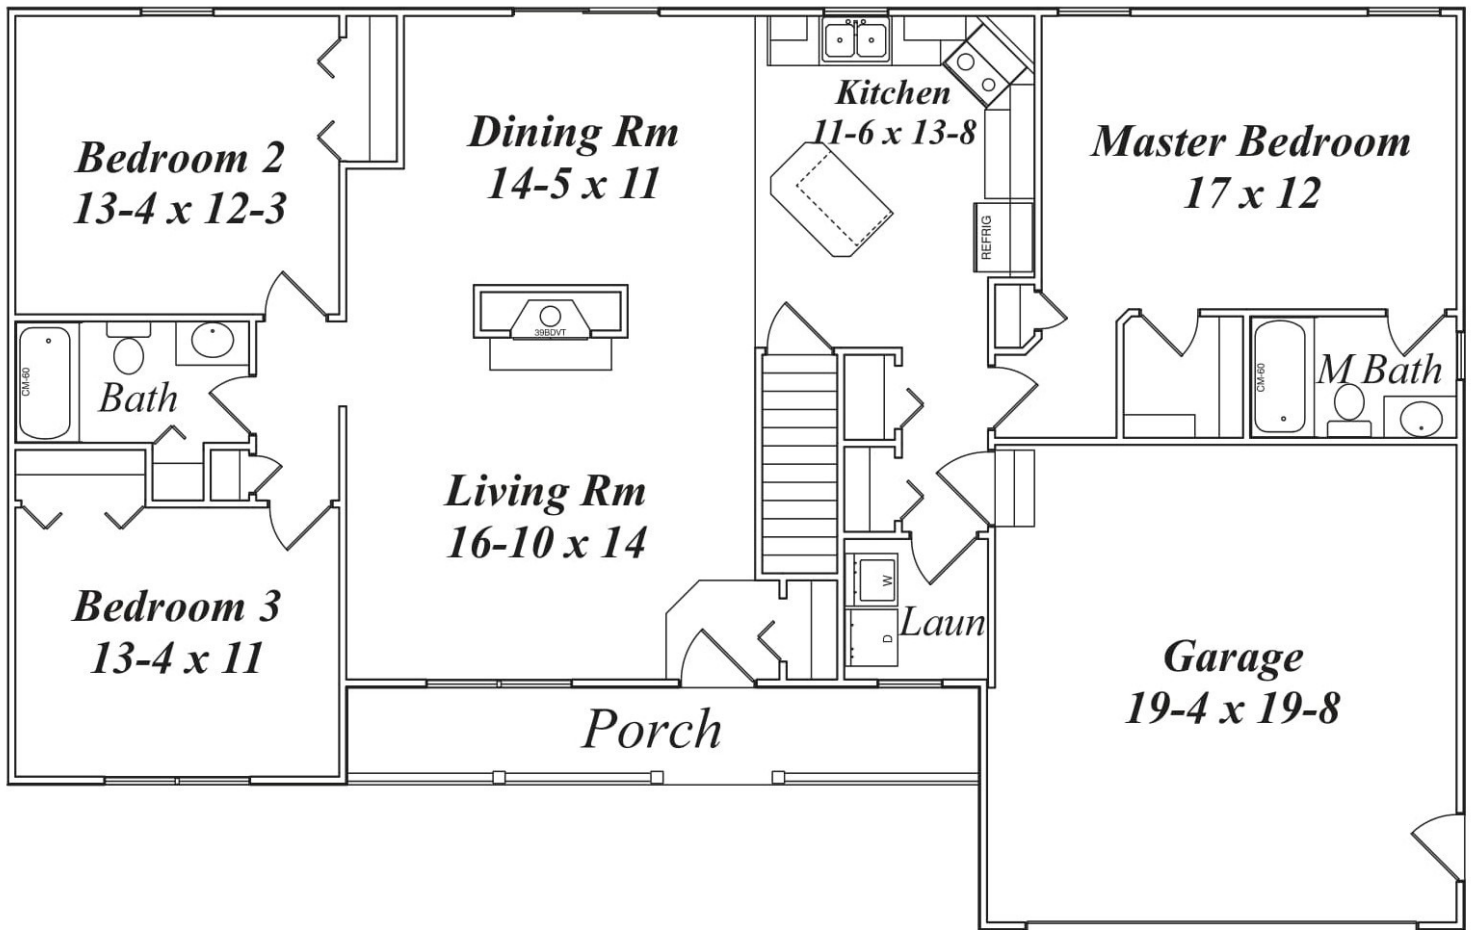 Bedroom 2
13-4 x 12-3
Dining Rm
14-5 x 11
Kitchen
11-6 x 13-8
REFRIG
Master Bedroom
17 x 12
39BDVT
CM-60
Bath
CM-60
M Bath
Living Rm
16-10 x 14
Bedroom 3
13-4 x 11
W
D
Laun
Garage
19-4 x 19-8
Porch